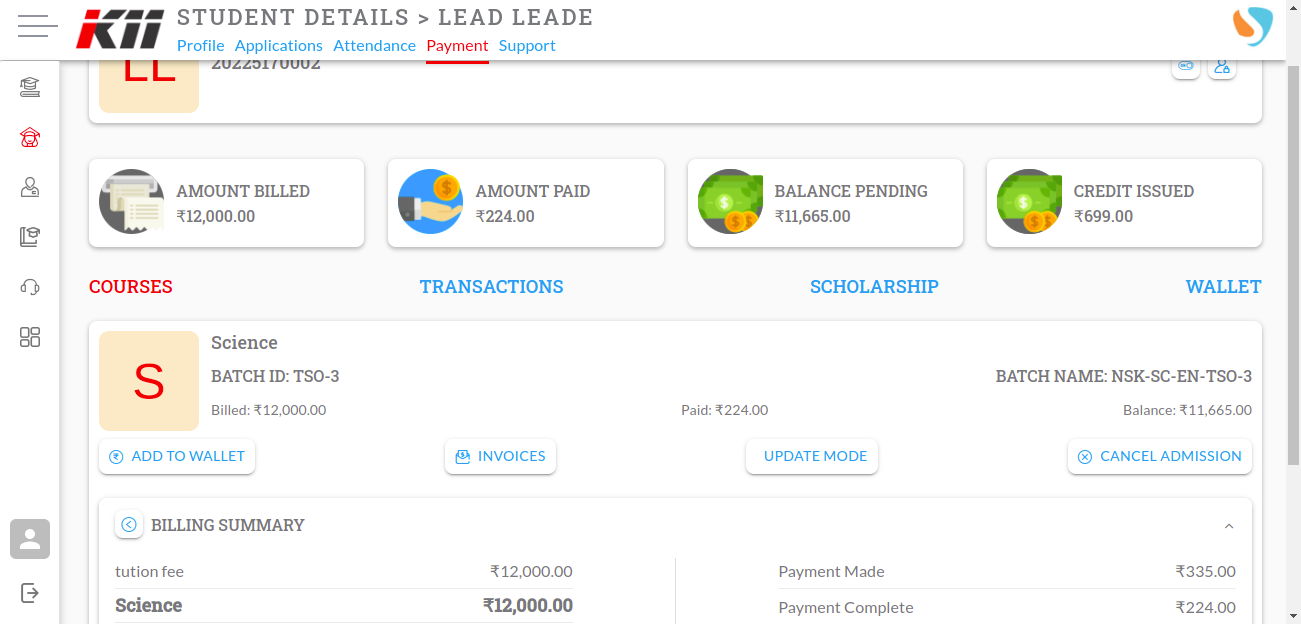 KII
STUDENT DETAILS > LEAD LEADE
Profile Applications Attendance Payment Support
LL
20225170002
AMOUNT BILLED
₹12,000.00
AMOUNT PAID
₹224.00
BALANCE PENDING
₹11,665.00
CREDIT ISSUED
₹699.00
COURSES TRANSACTIONS SCHOLARSHIP WALLET
S
Science
BATCH ID: TSO-3 BATCH NAME: NSK-SC-EN-TSO-3
Billed: ₹12,000.00 Paid: ₹224.00 Balance: ₹11,665.00
ADD TO WALLET INVOICES UPDATE MODE CANCEL ADMISSION
BILLING SUMMARY
tution fee ₹12,000.00
Science ₹12,000.00
Payment Made ₹335.00
Payment Complete ₹224.00